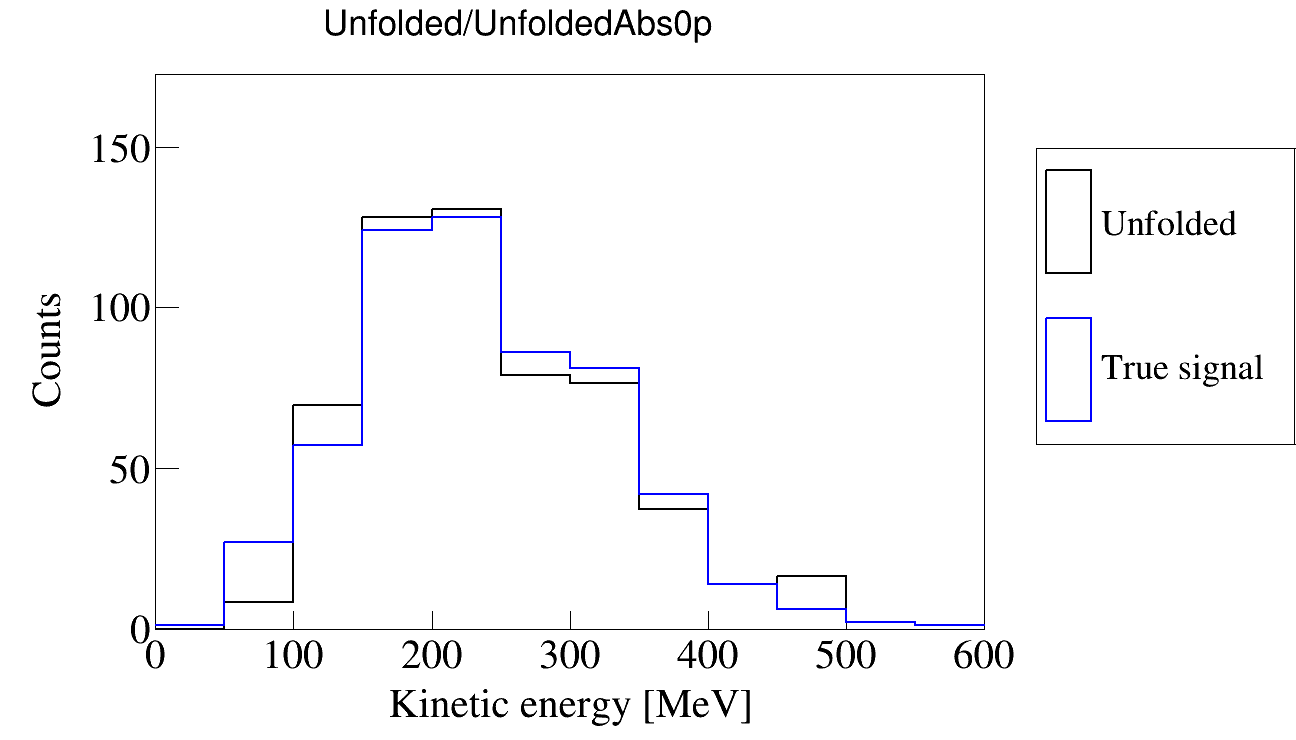 Unfolded/UnfoldedAbs0p
150
100
50
0
0 100 200 300 400 500 600
Counts
Kinetic energy [MeV]
Unfolded
True signal